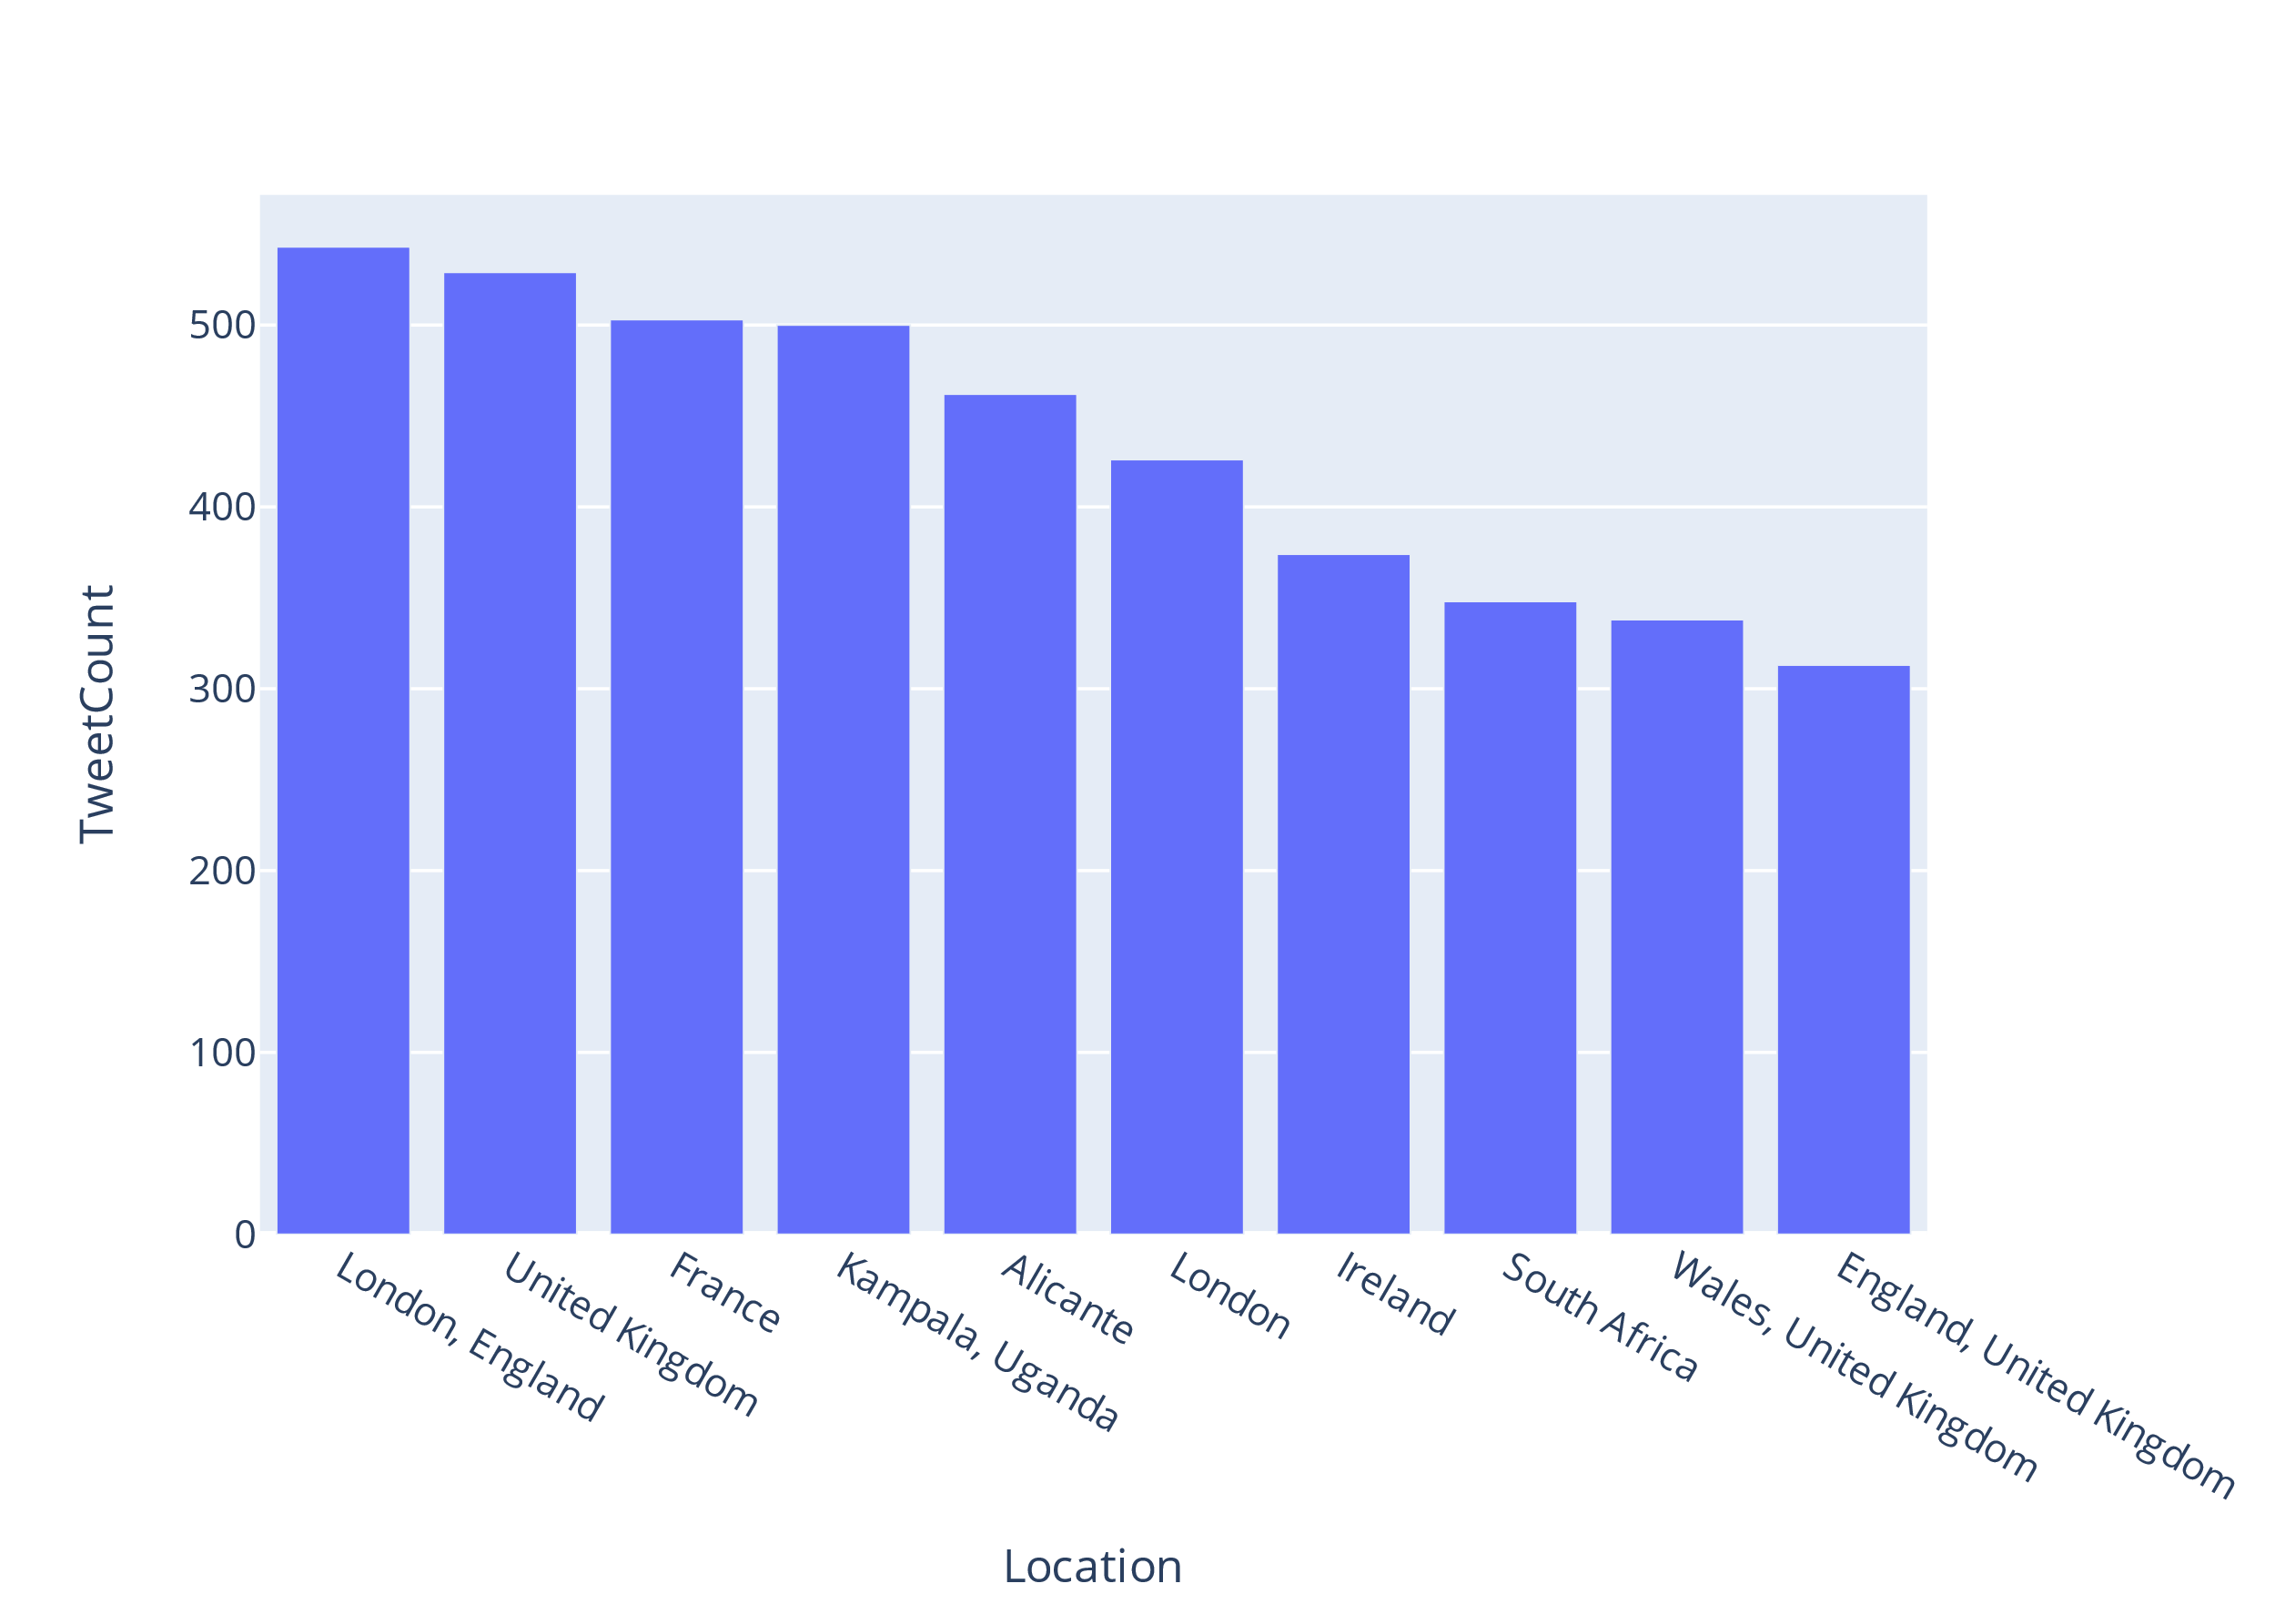 TweetCount
500
400
300
200
100
0
London, England
United Kingdom
France
Kampala, Uganda
Alicante
London
Ireland
South Africa
Wales, United Kingdom
England, United Kingdom
Location